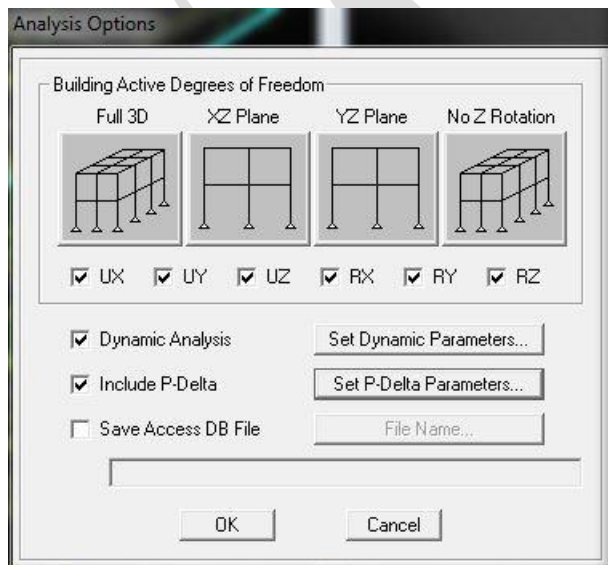 Analysis Options
Building Active Degrees of Freedom
Full 3D XZ Plane YZ Plane No Z Rotation
UX UY UZ RX RY RZ
Dynamic Analysis Set Dynamic Parameters...
Include P-Delta Set P-Delta Parameters...
Save Access DB File File Name...
OK Cancel